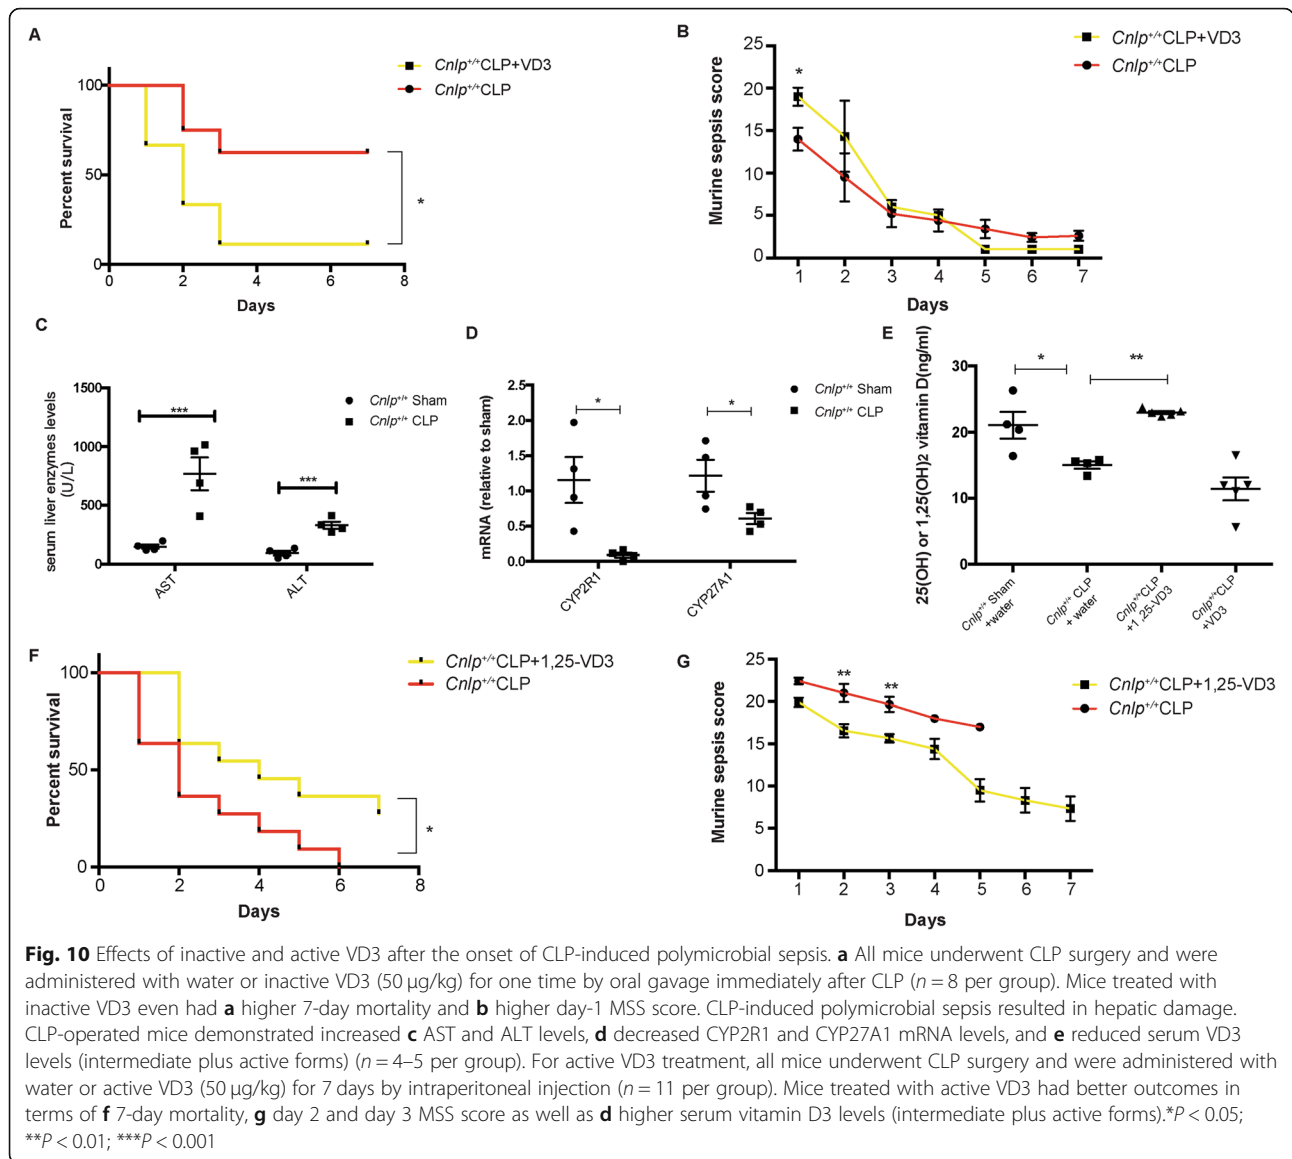 A
Cnlp+/+CLP+VD3
Cnlp+/+CLP
Percent survival
100
50
0
0 2 4 6 8
Days
*
B
Cnlp+/+CLP+VD3
Cnlp+/+CLP
Murine sepsis score
25
20
15
10
5
0
*
1 2 3 4 5 6 7
Days
C
serum liver enzymes levels
(U/L)
1500
1000
500
0
***
***
Cnlp+/+ Sham
Cnlp+/+ CLP
AST
ALT
D
mRNA (relative to sham)
2.5
2.0
1.5
1.0
0.5
0.0
*
*
Cnlp+/+ Sham
Cnlp+/+ CLP
CYP2R1
CYP27A1
E
25(OH) or 1,25(OH)2 vitamin D(ng/ml)
30
20
10
0
*
**
Cnlp+/+ Sham
+water
Cnlp+/+ CLP
+ water
Cnlp+/+CLP
+1 ,25-VD3
Cnlp+/+CLP
+VD3
F
Cnlp+/+CLP+1,25-VD3
Cnlp+/+CLP
Percent survival
100
50
0
0 2 4 6 8
Days
*
G
Cnlp+/+CLP+1,25-VD3
Cnlp+/+CLP
Murine sepsis score
25
20
15
10
5
0
**
**
1 2 3 4 5 6 7
Days
Fig. 10 Effects of inactive and active VD3 after the onset of CLP-induced polymicrobial sepsis. a All mice underwent CLP surgery and were
administered with water or inactive VD3 (50 μg/kg) for one time by oral gavage immediately after CLP (n = 8 per group). Mice treated with
inactive VD3 even had a higher 7-day mortality and b higher day-1 MSS score. CLP-induced polymicrobial sepsis resulted in hepatic damage.
CLP-operated mice demonstrated increased c AST and ALT levels, d decreased CYP2R1 and CYP27A1 mRNA levels, and e reduced serum VD3
levels (intermediate plus active forms) (n = 4–5 per group). For active VD3 treatment, all mice underwent CLP surgery and were administered with
water or active VD3 (50 μg/kg) for 7 days by intraperitoneal injection (n = 11 per group). Mice treated with active VD3 had better outcomes in
terms of f 7-day mortality, g day 2 and day 3 MSS score as well as d higher serum vitamin D3 levels (intermediate plus active forms).*P < 0.05;
**P < 0.01; ***P < 0.001